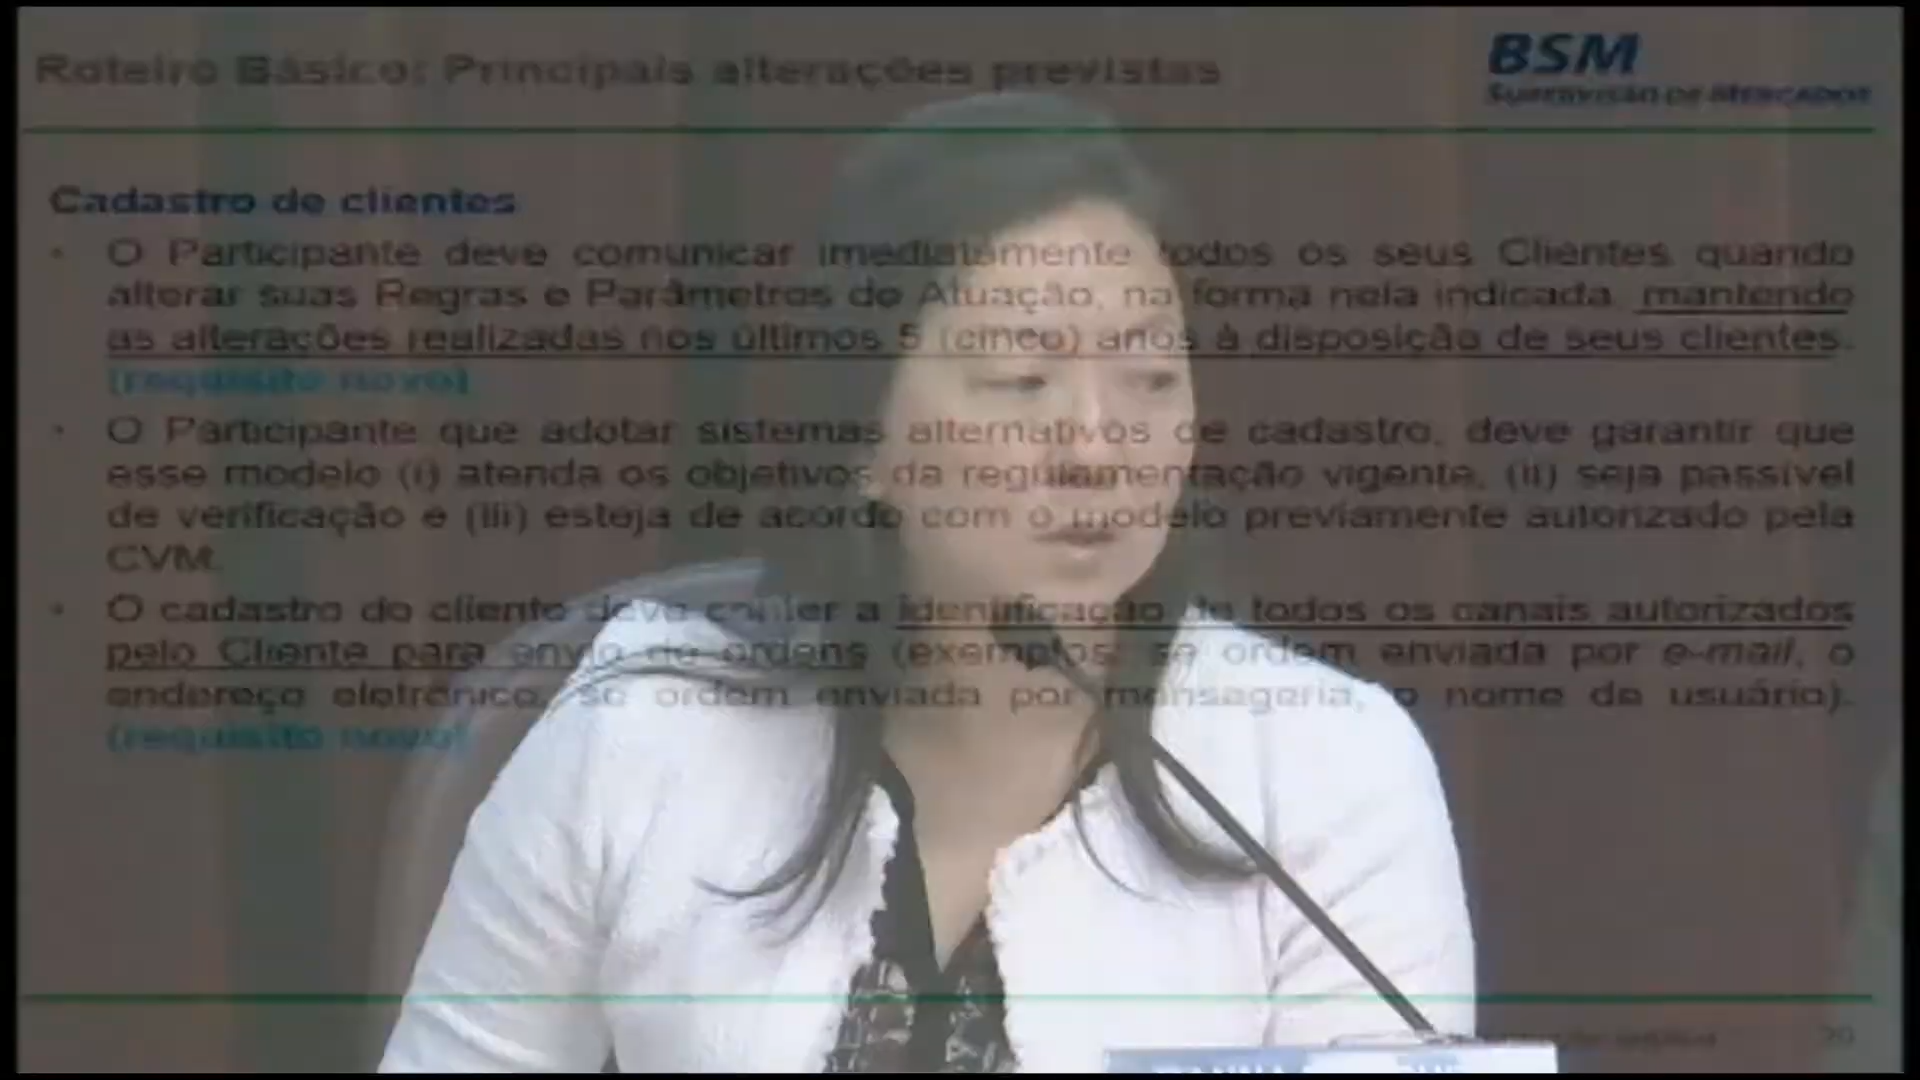 Roteiro Básico: Principais alterações previstas
BSM
SUPERVISÃO DE MERCADOS
Cadastro de clientes
• O Participante deve comunicar imediatamente todos os seus Clientes quando
alterar suas Regras e Parâmetros de Atuação, na forma nela indicada, mantendo
as alterações realizadas nos últimos 5 (cinco) anos à disposição de seus clientes.
(requisito novo)
• O Participante que adotar sistemas alternativos de cadastro, deve garantir que
esse modelo (i) atenda os objetivos da regulamentação vigente, (ii) seja passível
de verificação e (iii) esteja de acordo com o modelo previamente autorizado pela
CVM.
• O cadastro do cliente deve conter a identificação de todos os canais autorizados
pelo Cliente para envio de ordens (exemplos: se ordem enviada por e-mail, o
endereço eletrônico, se ordem enviada por mensageria, o nome de usuário).
(requisito novo)